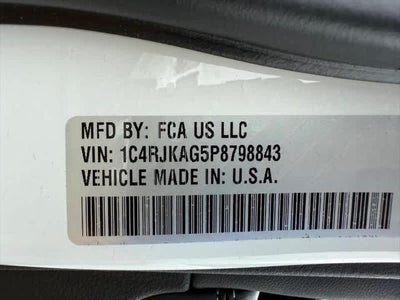 MFD BY: FCA US LLC
VIN: 1C4RJKAG5P8798843
VEHICLE MADE IN: U.S.A.